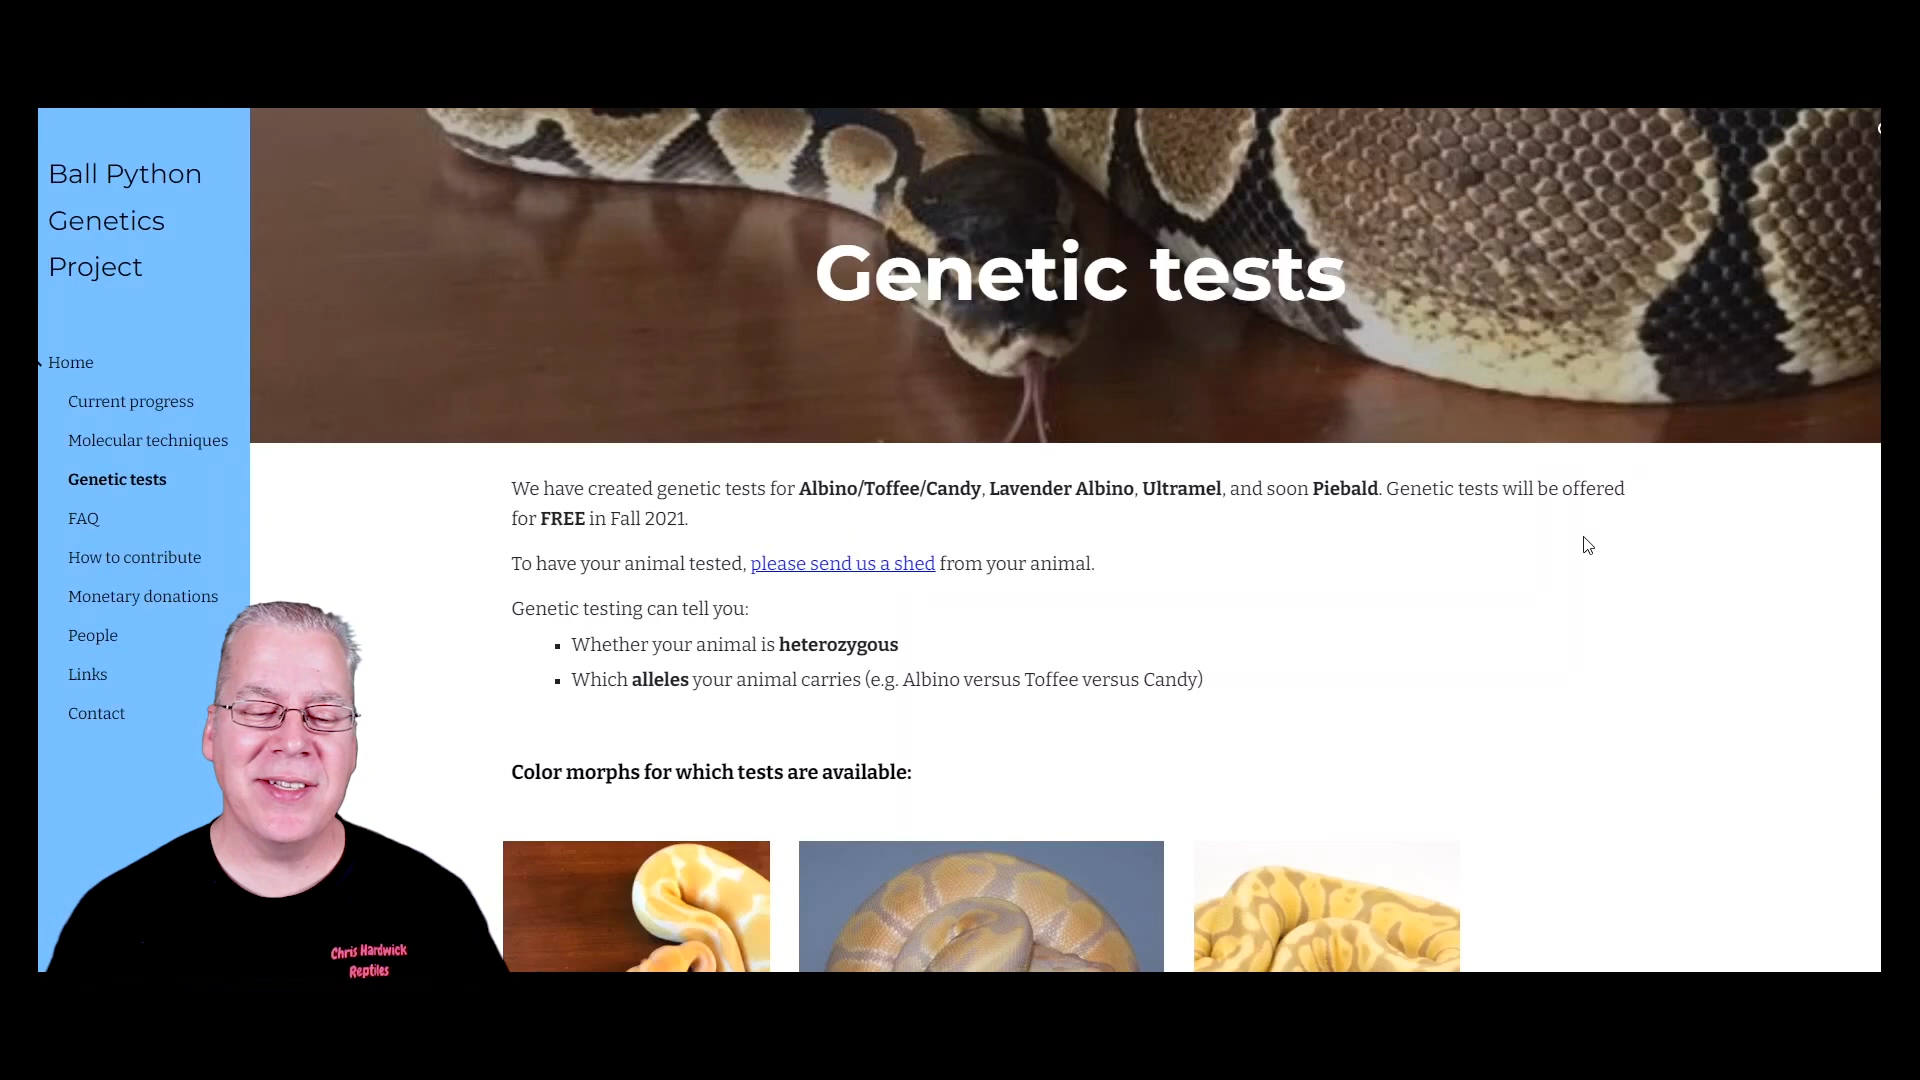 Ball Python
Genetics
Project
Home
Current progress
Molecular techniques
Genetic tests
FAQ
How to contribute
Monetary donations
People
Links
Contact
Genetic tests
We have created genetic tests for Albino/Toffee/Candy, Lavender Albino, Ultramel, and soon Piebald. Genetic tests will be offered
for FREE in Fall 2021.
To have your animal tested, please send us a shed from your animal.
Genetic testing can tell you:
Whether your animal is heterozygous
Which alleles your animal carries (e.g. Albino versus Toffee versus Candy)
Color morphs for which tests are available:
Chris Hardwick
Reptiles